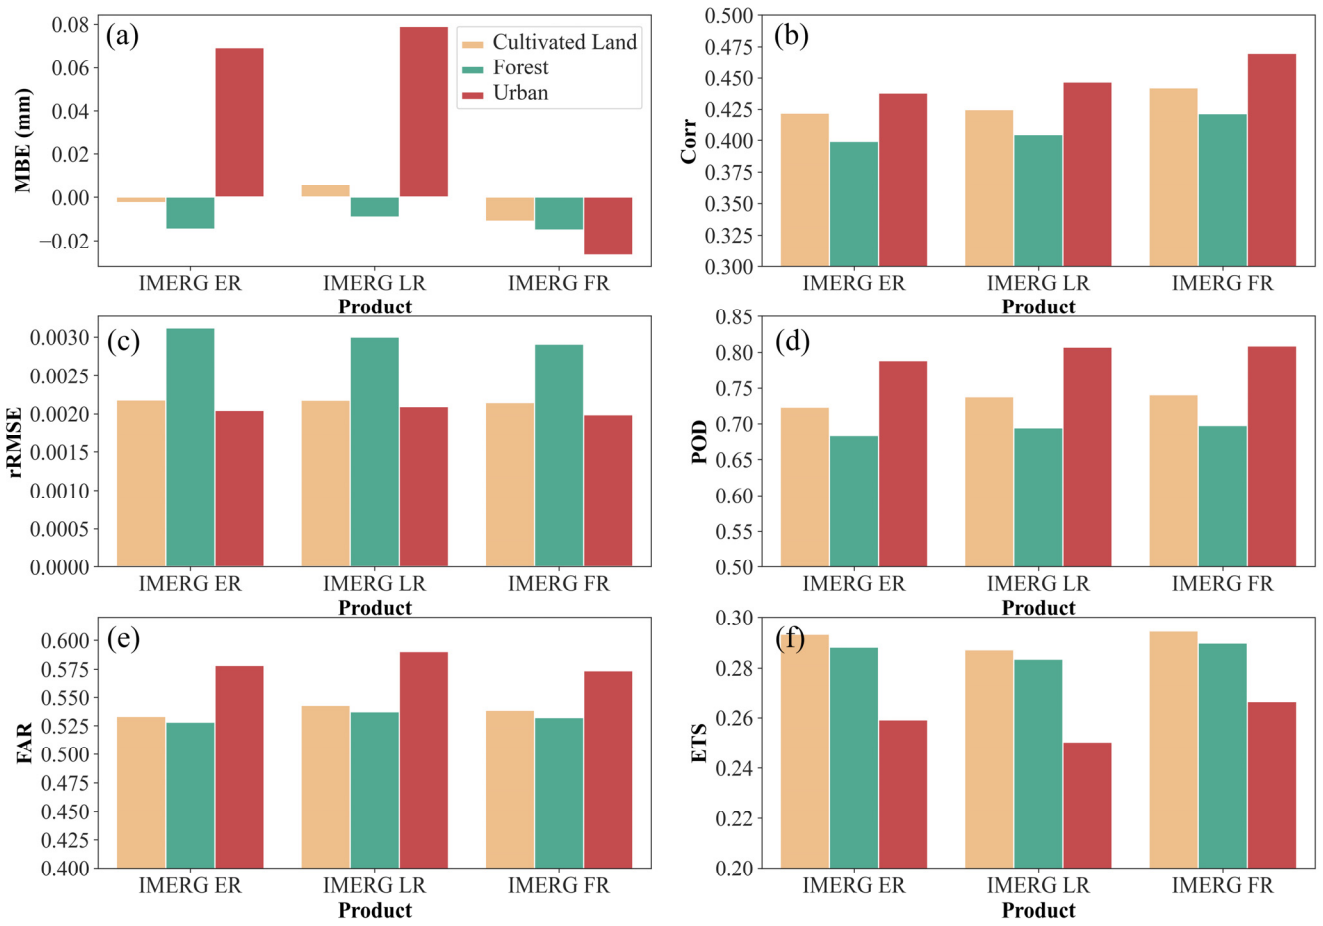 (a)
MBE (mm)
0.08
0.06
0.04
0.02
0.00
−0.02
Cultivated Land
Forest
Urban
IMERG ER
IMERG LR
IMERG FR
Product
(b)
Corr
0.500
0.475
0.450
0.425
0.400
0.375
0.350
0.325
0.300
IMERG ER
IMERG LR
IMERG FR
Product
(c)
rRMSE
0.0030
0.0025
0.0020
0.0015
0.0010
0.0005
0.0000
IMERG ER
IMERG LR
IMERG FR
Product
(d)
POD
0.85
0.80
0.75
0.70
0.65
0.60
0.55
0.50
IMERG ER
IMERG LR
IMERG FR
Product
(e)
FAR
0.600
0.575
0.550
0.525
0.500
0.475
0.450
0.425
0.400
IMERG ER
IMERG LR
IMERG FR
Product
(f)
ETS
0.30
0.28
0.26
0.24
0.22
0.20
IMERG ER
IMERG LR
IMERG FR
Product